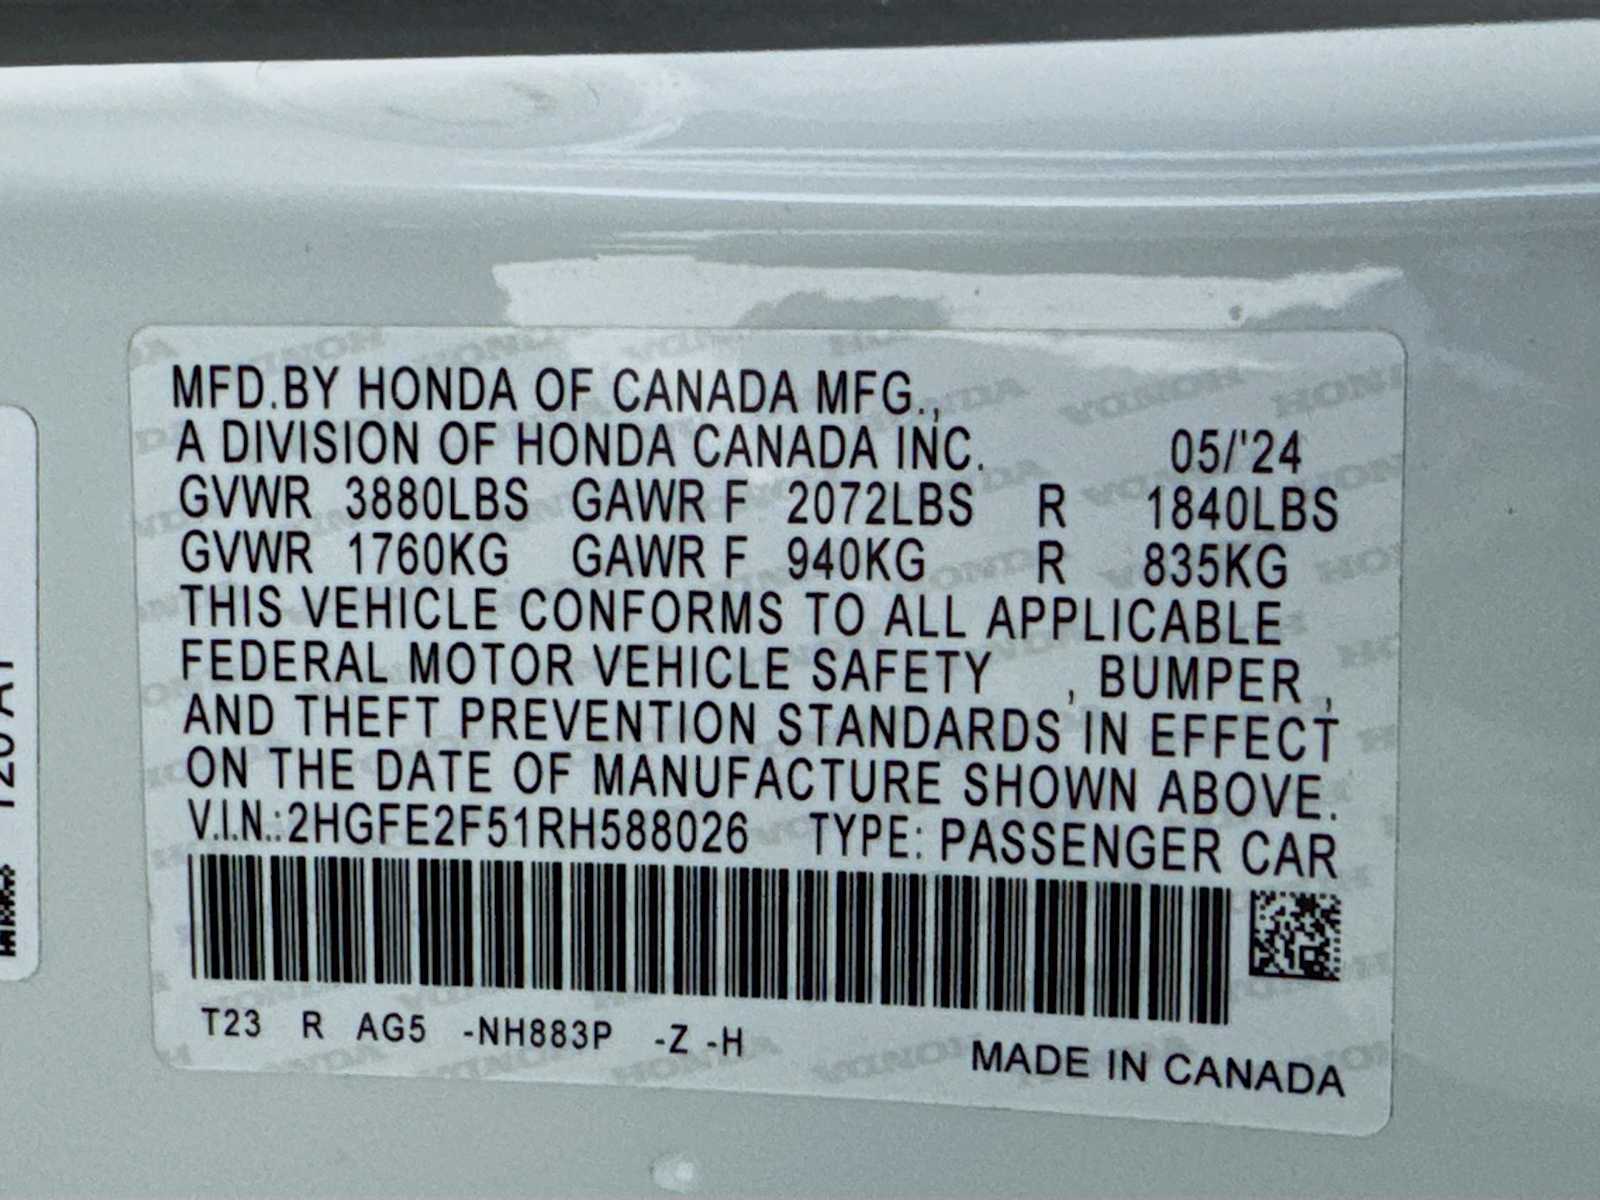 MFD.BY HONDA OF CANADA MFG.,
A DIVISION OF HONDA CANADA INC. 05/'24
GVWR 3880LBS GAWR F 2072LBS R 1840LBS
GVWR 1760KG GAWR F 940KG R 835KG
THIS VEHICLE CONFORMS TO ALL APPLICABLE
FEDERAL MOTOR VEHICLE SAFETY , BUMPER ,
AND THEFT PREVENTION STANDARDS IN EFFECT
ON THE DATE OF MANUFACTURE SHOWN ABOVE.
V.I.N.:2HGFE2F51RH588026 TYPE: PASSENGER CAR
T23 R AG5 -NH883P -Z -H
MADE IN CANADA